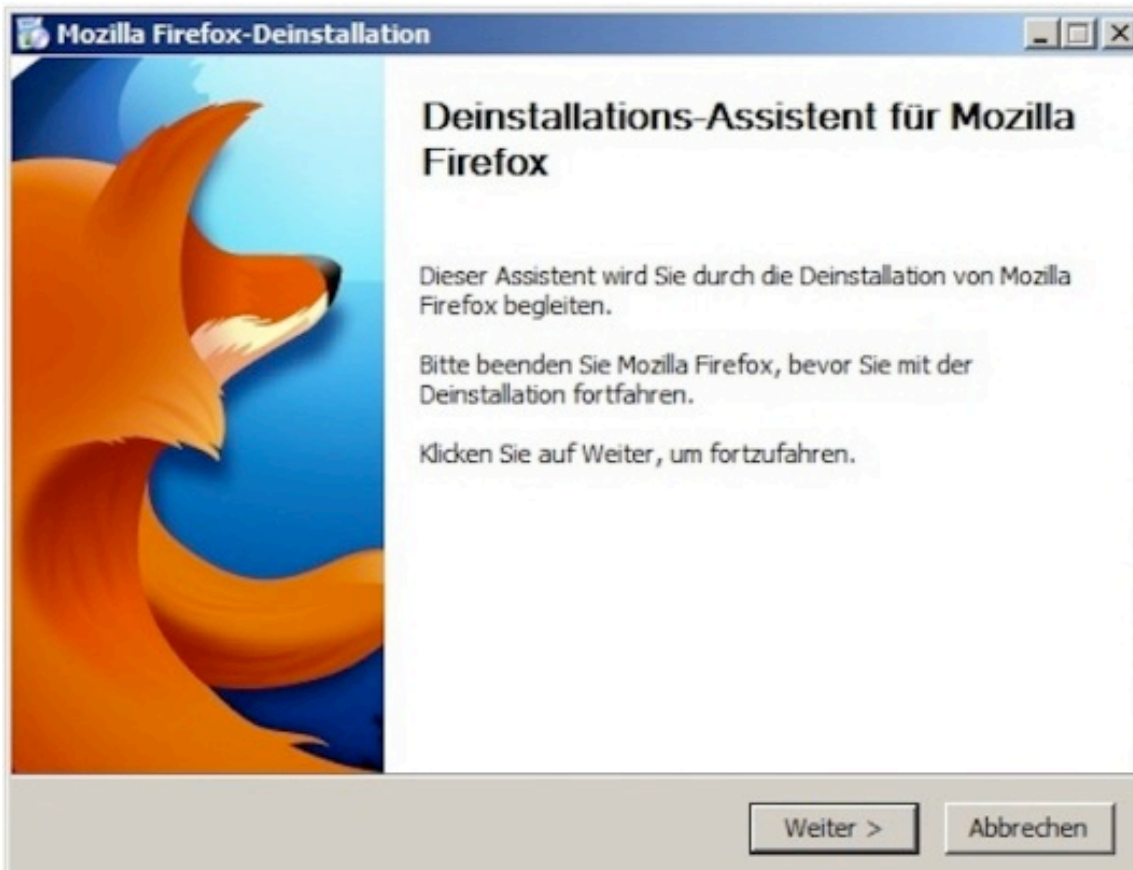 Mozilla Firefox-Deinstallation
Deinstallations-Assistent für Mozilla
Firefox
Dieser Assistent wird Sie durch die Deinstallation von Mozilla
Firefox begleiten.
Bitte beenden Sie Mozilla Firefox, bevor Sie mit der
Deinstallation fortfahren.
Klicken Sie auf Weiter, um fortzufahren.
Weiter >
Abbrechen